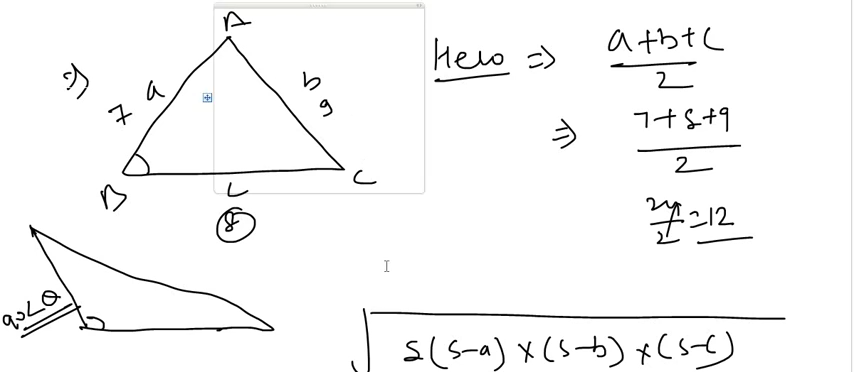 A
Hero ⇒ a+b+c
2
⇒) a b
7 9
⇒ 7+8+9
2
B C
C
8
24
2 =12
90<θ
√ s(s-a) x (s-b) x (s-c)